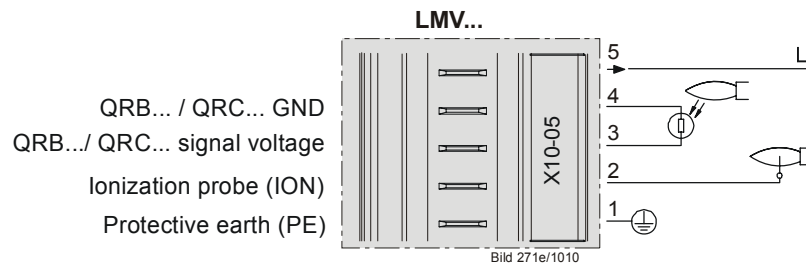 LMV...
5
L
QRB... / QRC... GND
4
QRB.../ QRC... signal voltage
3
X10-05
Ionization probe (ION)
2
Protective earth (PE)
1
Bild 271e/1010